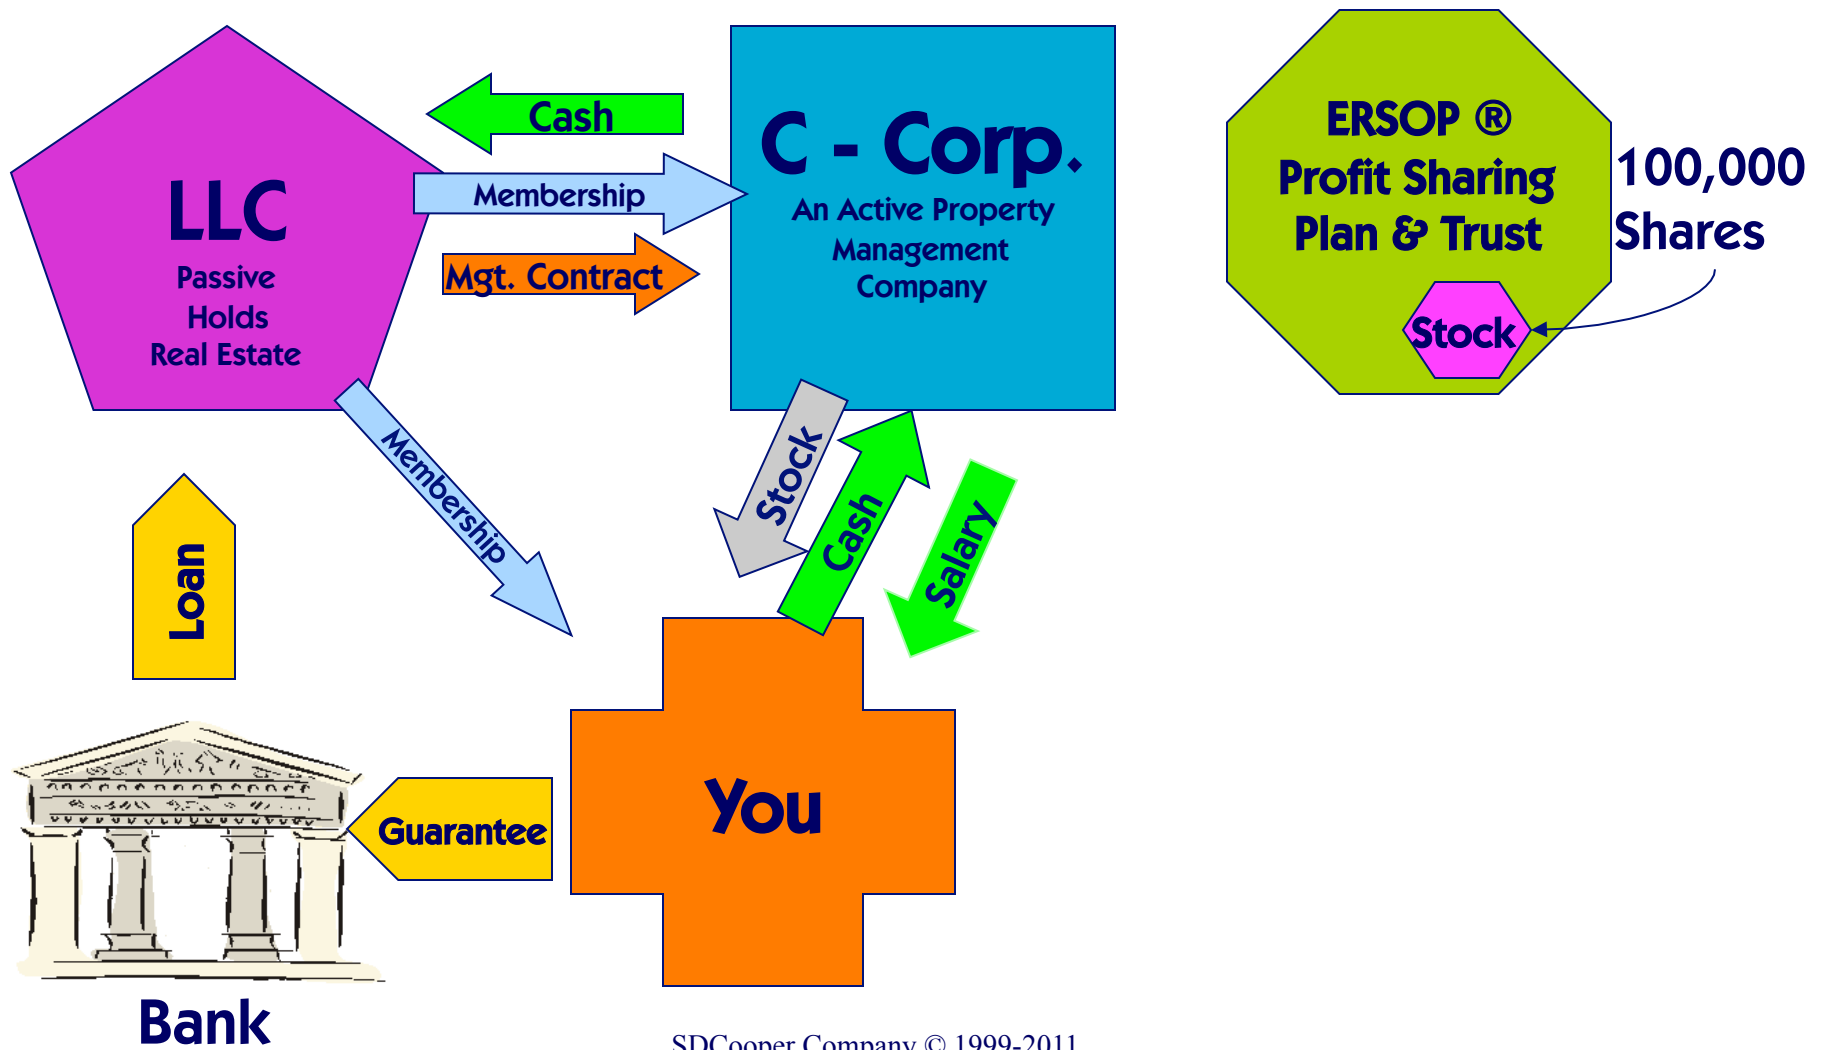 LLC
Passive
Holds
Real Estate
Cash
Membership
Mgt. Contract
C - Corp.
An Active Property
Management
Company
ERSOP ®
Profit Sharing
Plan & Trust
Stock
100,000
Shares
Membership
Stock
Cash
Salary
Loan
Guarantee
You
Bank
SDCooper Company © 1999-2011